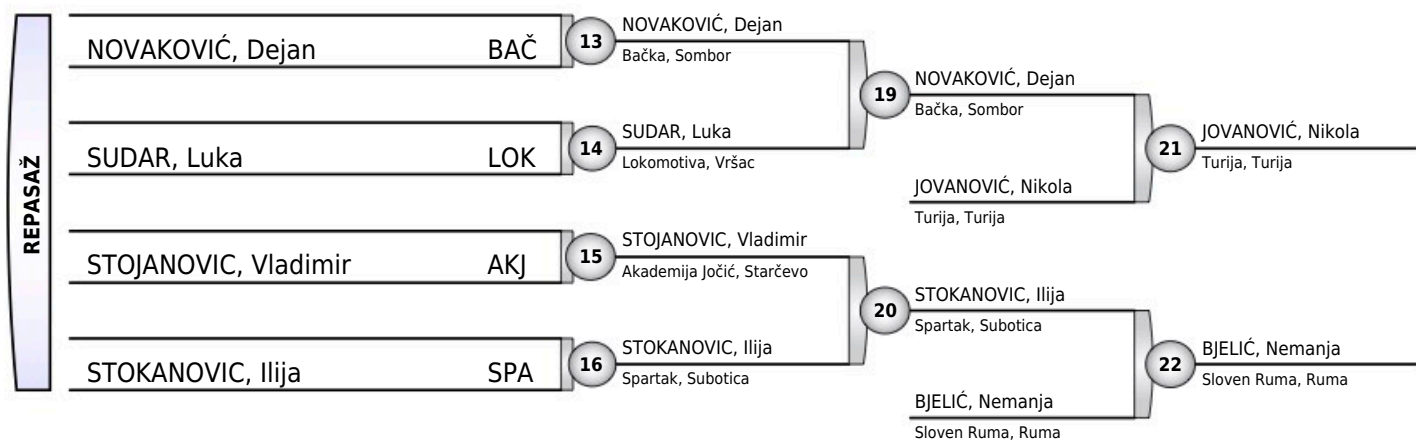 REPASAŽ
NOVAKOVIĆ, Dejan BAČ
13
NOVAKOVIĆ, Dejan
Bačka, Sombor
SUDAR, Luka LOK
14
SUDAR, Luka
Lokomotiva, Vršac
19
NOVAKOVIĆ, Dejan
Bačka, Sombor
JOVANOVIĆ, Nikola
Turija, Turija
21
JOVANOVIĆ, Nikola
Turija, Turija
STOJANOVIC, Vladimir AKJ
15
STOJANOVIC, Vladimir
Akademija Jočić, Starčevo
STOKANOVIC, Ilija SPA
16
STOKANOVIC, Ilija
Spartak, Subotica
20
STOKANOVIC, Ilija
Spartak, Subotica
BJELIĆ, Nemanja
Sloven Ruma, Ruma
22
BJELIĆ, Nemanja
Sloven Ruma, Ruma